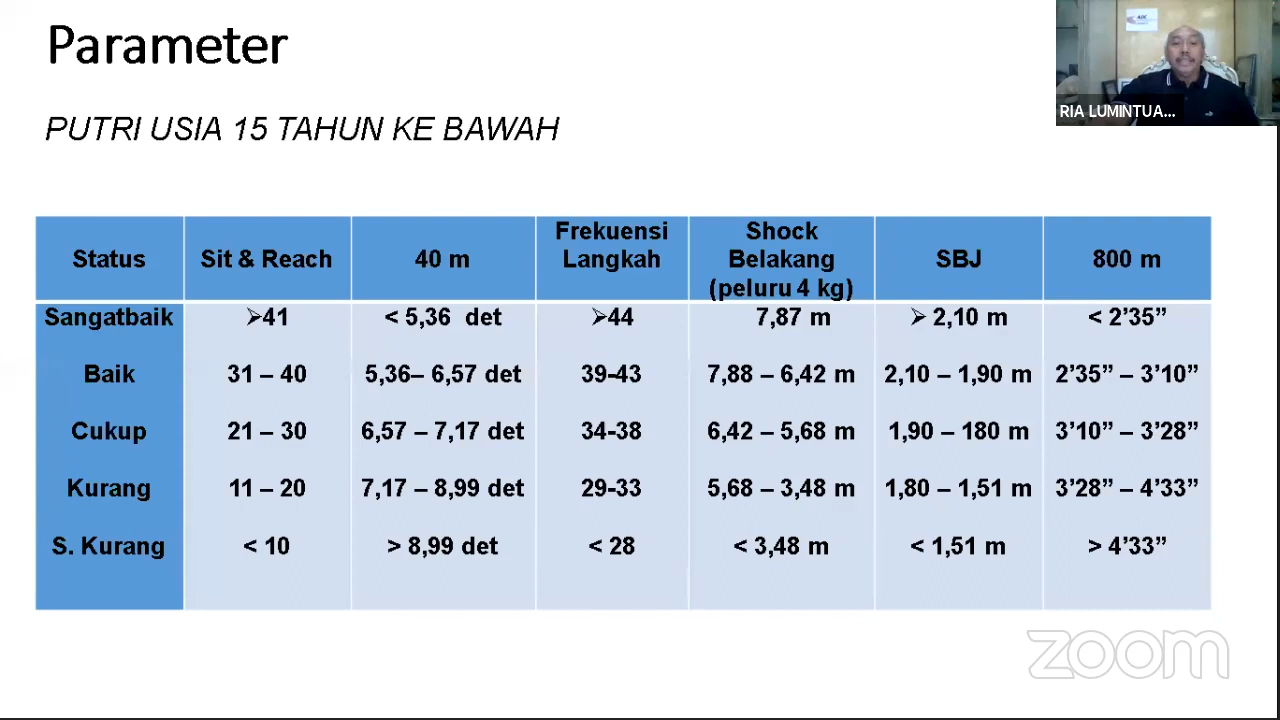 Parameter
RIA LUMINTUA...
PUTRI USIA 15 TAHUN KE BAWAH
Status Sit & Reach 40 m Frekuensi Langkah Shock Belakang (peluru 4 kg) SBJ 800 m
Sangatbaik ➢41 < 5,36 det ➢44 7,87 m ➢ 2,10 m < 2’35”
Baik 31 – 40 5,36– 6,57 det 39-43 7,88 – 6,42 m 2,10 – 1,90 m 2’35” – 3’10”
Cukup 21 – 30 6,57 – 7,17 det 34-38 6,42 – 5,68 m 1,90 – 180 m 3’10” – 3’28”
Kurang 11 – 20 7,17 – 8,99 det 29-33 5,68 – 3,48 m 1,80 – 1,51 m 3’28” – 4’33”
S. Kurang < 10 > 8,99 det < 28 < 3,48 m < 1,51 m > 4’33”
zoom